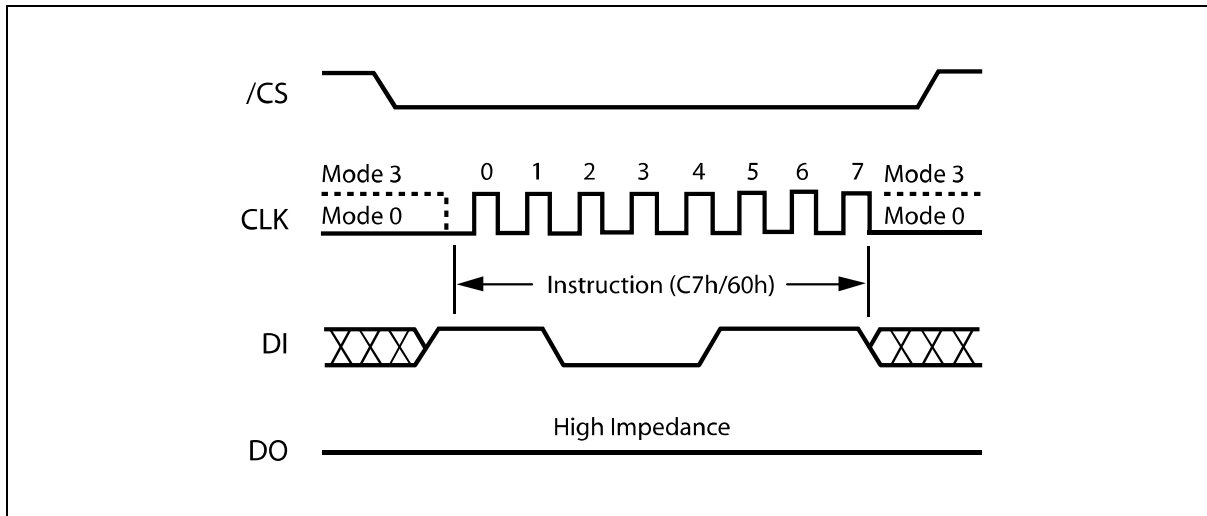 /CS
Mode 3 0 1 2 3 4 5 6 7 Mode 3
CLK Mode 0 Mode 0
Instruction (C7h/60h)
DI
High Impedance
DO